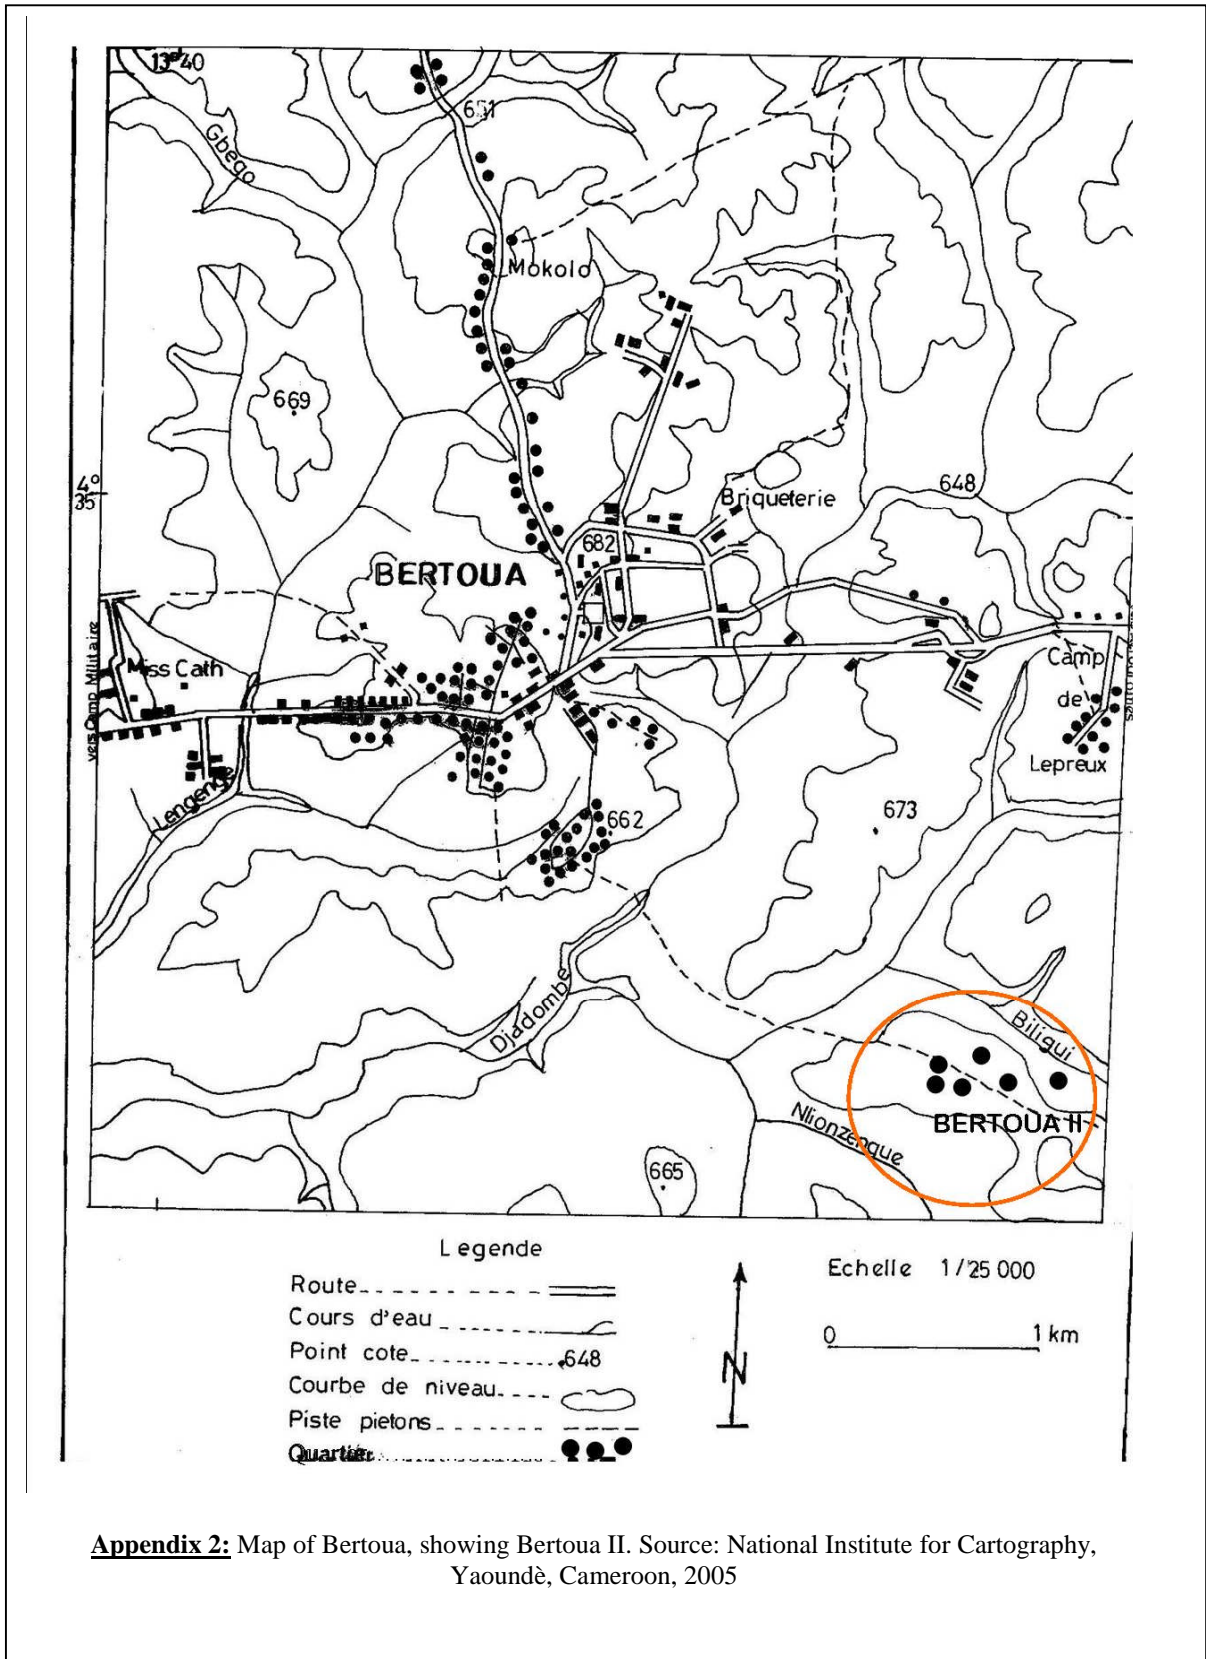 13°40
651
Gbego
Mokolo
669
4°
35'
648
Briqueterie
682
BERTOUA
vers Camp Militaire
Miss Cath
Camp
de
Lepreux
Lengenge
662
673
Djadombe
Biligui
BERTOUA II
Nlionzengue
665
Legende
Route
Cours d'eau
Point cote 648
Courbe de niveau
Piste pietons
Quartier
N
Echelle 1/25 000
0 1 km
Appendix 2: Map of Bertoua, showing Bertoua II. Source: National Institute for Cartography,
Yaoundè, Cameroon, 2005